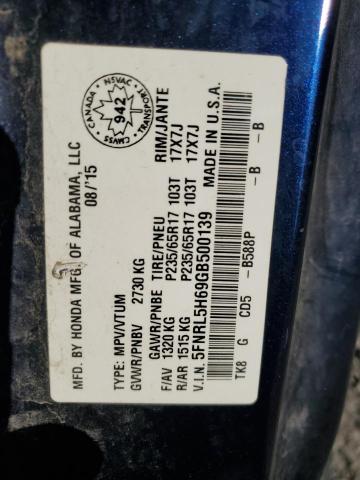 MFD. BY HONDA MFG. OF ALABAMA, LLC
08/'15
CANADA NSVAC TRANSPORT CMVSS
942
TYPE: MPV/VTUM
GVWR/PNBV 2730 KG
GAWR/PNBE TIRE/PNEU RIM/JANTE
F/AV 1320 KG P235/65R17 103T 17X7J
R/AR 1515 KG P235/65R17 103T 17X7J
V.I.N. 5FNRL5H69GB500139 MADE IN U.S.A.
TK8 G CD5 - B588P - B - B